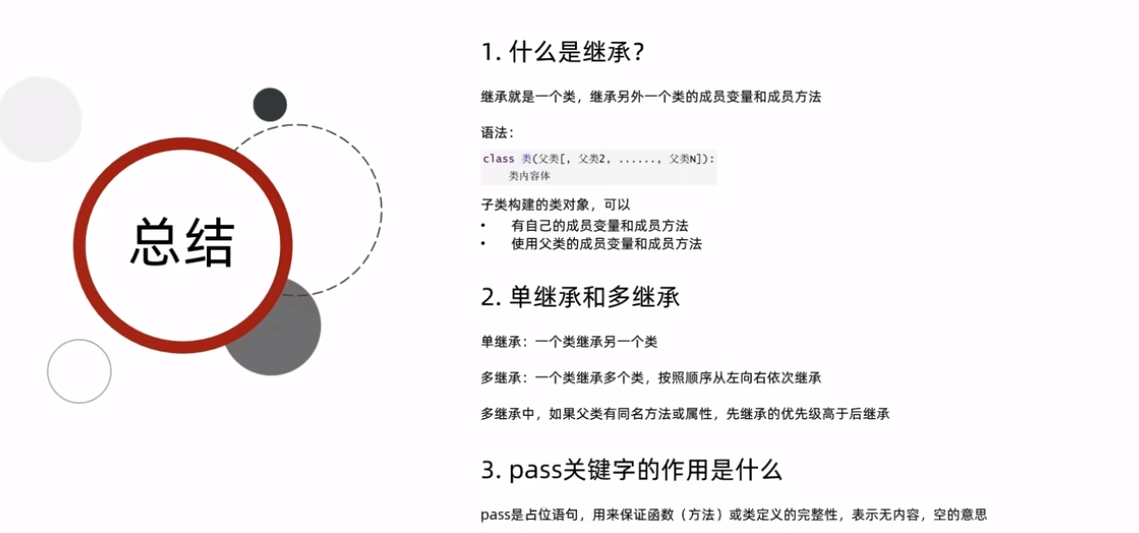 总结
1. 什么是继承？
继承就是一个类，继承另外一个类的成员变量和成员方法
语法：
class 类(父类[, 父类2, ......, 父类N]):
类内容体
子类构建的类对象，可以
• 有自己的成员变量和成员方法
• 使用父类的成员变量和成员方法
2. 单继承和多继承
单继承：一个类继承另一个类
多继承：一个类继承多个类，按照顺序从左向右依次继承
多继承中，如果父类有同名方法或属性，先继承的优先级高于后继承
3. pass关键字的作用是什么
pass是占位语句，用来保证函数（方法）或类定义的完整性，表示无内容，空的意思